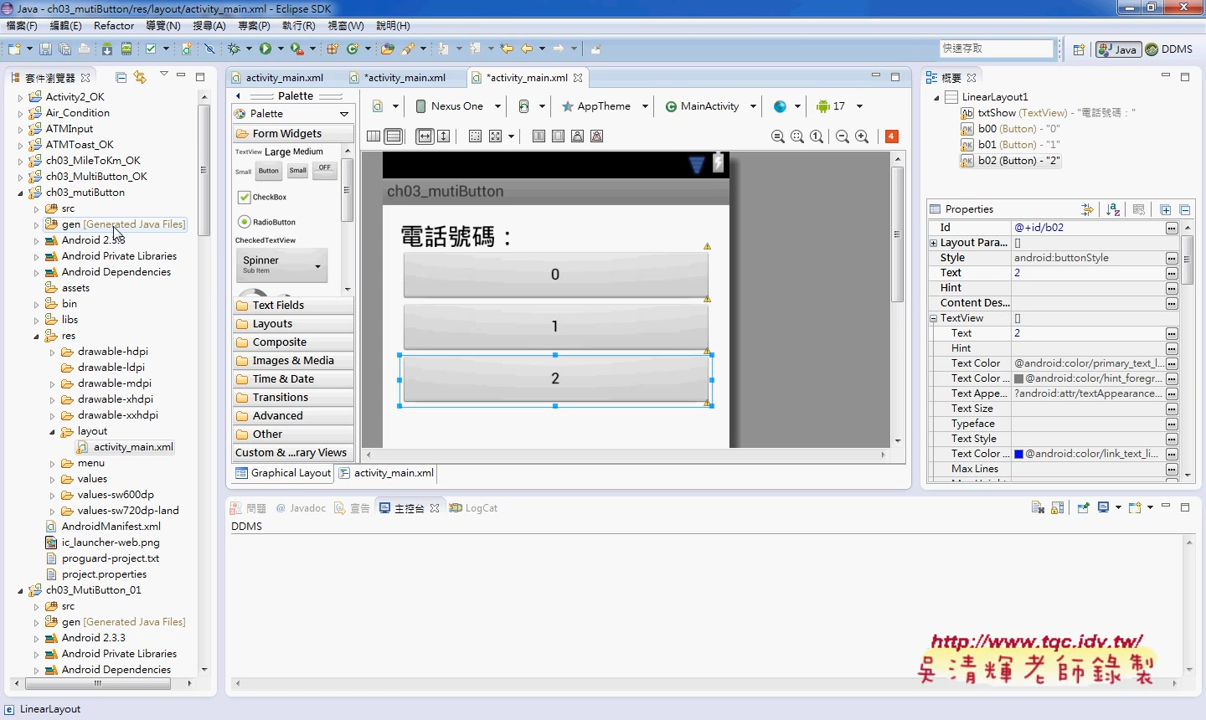 Java - ch03_mutiButton/res/layout/activity_main.xml - Eclipse SDK
檔案(F) 編輯(E) Refactor 導覽(N) 搜尋(A) 專案(P) 執行(R) 視窗(W) 說明(H)
快速存取
Java
DDMS
套件瀏覽器
Activity2_OK
Air_Condition
ATMInput
ATMToast_OK
ch03_MileToKm_OK
ch03_MultiButton_OK
ch03_mutiButton
src
gen [Generated Java Files]
Android 2.3.3
Android Private Libraries
Android Dependencies
assets
bin
libs
res
drawable-hdpi
drawable-ldpi
drawable-mdpi
drawable-xhdpi
drawable-xxhdpi
layout
activity_main.xml
menu
values
values-sw600dp
values-sw720dp-land
AndroidManifest.xml
ic_launcher-web.png
proguard-project.txt
project.properties
ch03_MutiButton_01
src
gen [Generated Java Files]
Android 2.3.3
Android Private Libraries
Android Dependencies
activity_main.xml
*activity_main.xml
*activity_main.xml
Palette
Palette
Form Widgets
TextView Large Medium
Small Button Small OFF
CheckBox
RadioButton
CheckedTextView
Spinner
Sub Item
Text Fields
Layouts
Composite
Images & Media
Time & Date
Transitions
Advanced
Other
Custom & ...rary Views
Nexus One
AppTheme
MainActivity
17
4
ch03_mutiButton
電話號碼：
0
1
2
Graphical Layout
activity_main.xml
概要
LinearLayout1
txtShow (TextView) - "電話號碼："
b00 (Button) - "0"
b01 (Button) - "1"
b02 (Button) - "2"
Properties
Id @+id/b02
Layout Para... []
Style android:buttonStyle
Text 2
Hint
Content Des...
TextView []
Text 2
Hint
Text Color @android:color/primary_text_l...
Text Color ... @android:color/hint_foregr...
Text Appe... ?android:attr/textAppearance...
Text Size
Typeface
Text Style
Text Color ... @android:color/link_text_li...
Max Lines
問題 Javadoc 宣告 主控台 LogCat
DDMS
http://www.tqc.idv.tw/
吳清輝老師錄製
LinearLayout